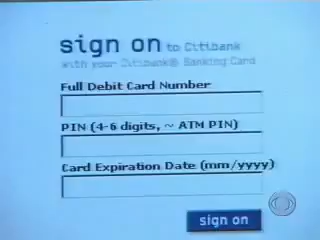 sign on to Citibank
with your Citibank® Banking Card
Full Debit Card Number
PIN (4-6 digits, ~ ATM PIN)
Card Expiration Date (mm/yyyy)
sign on